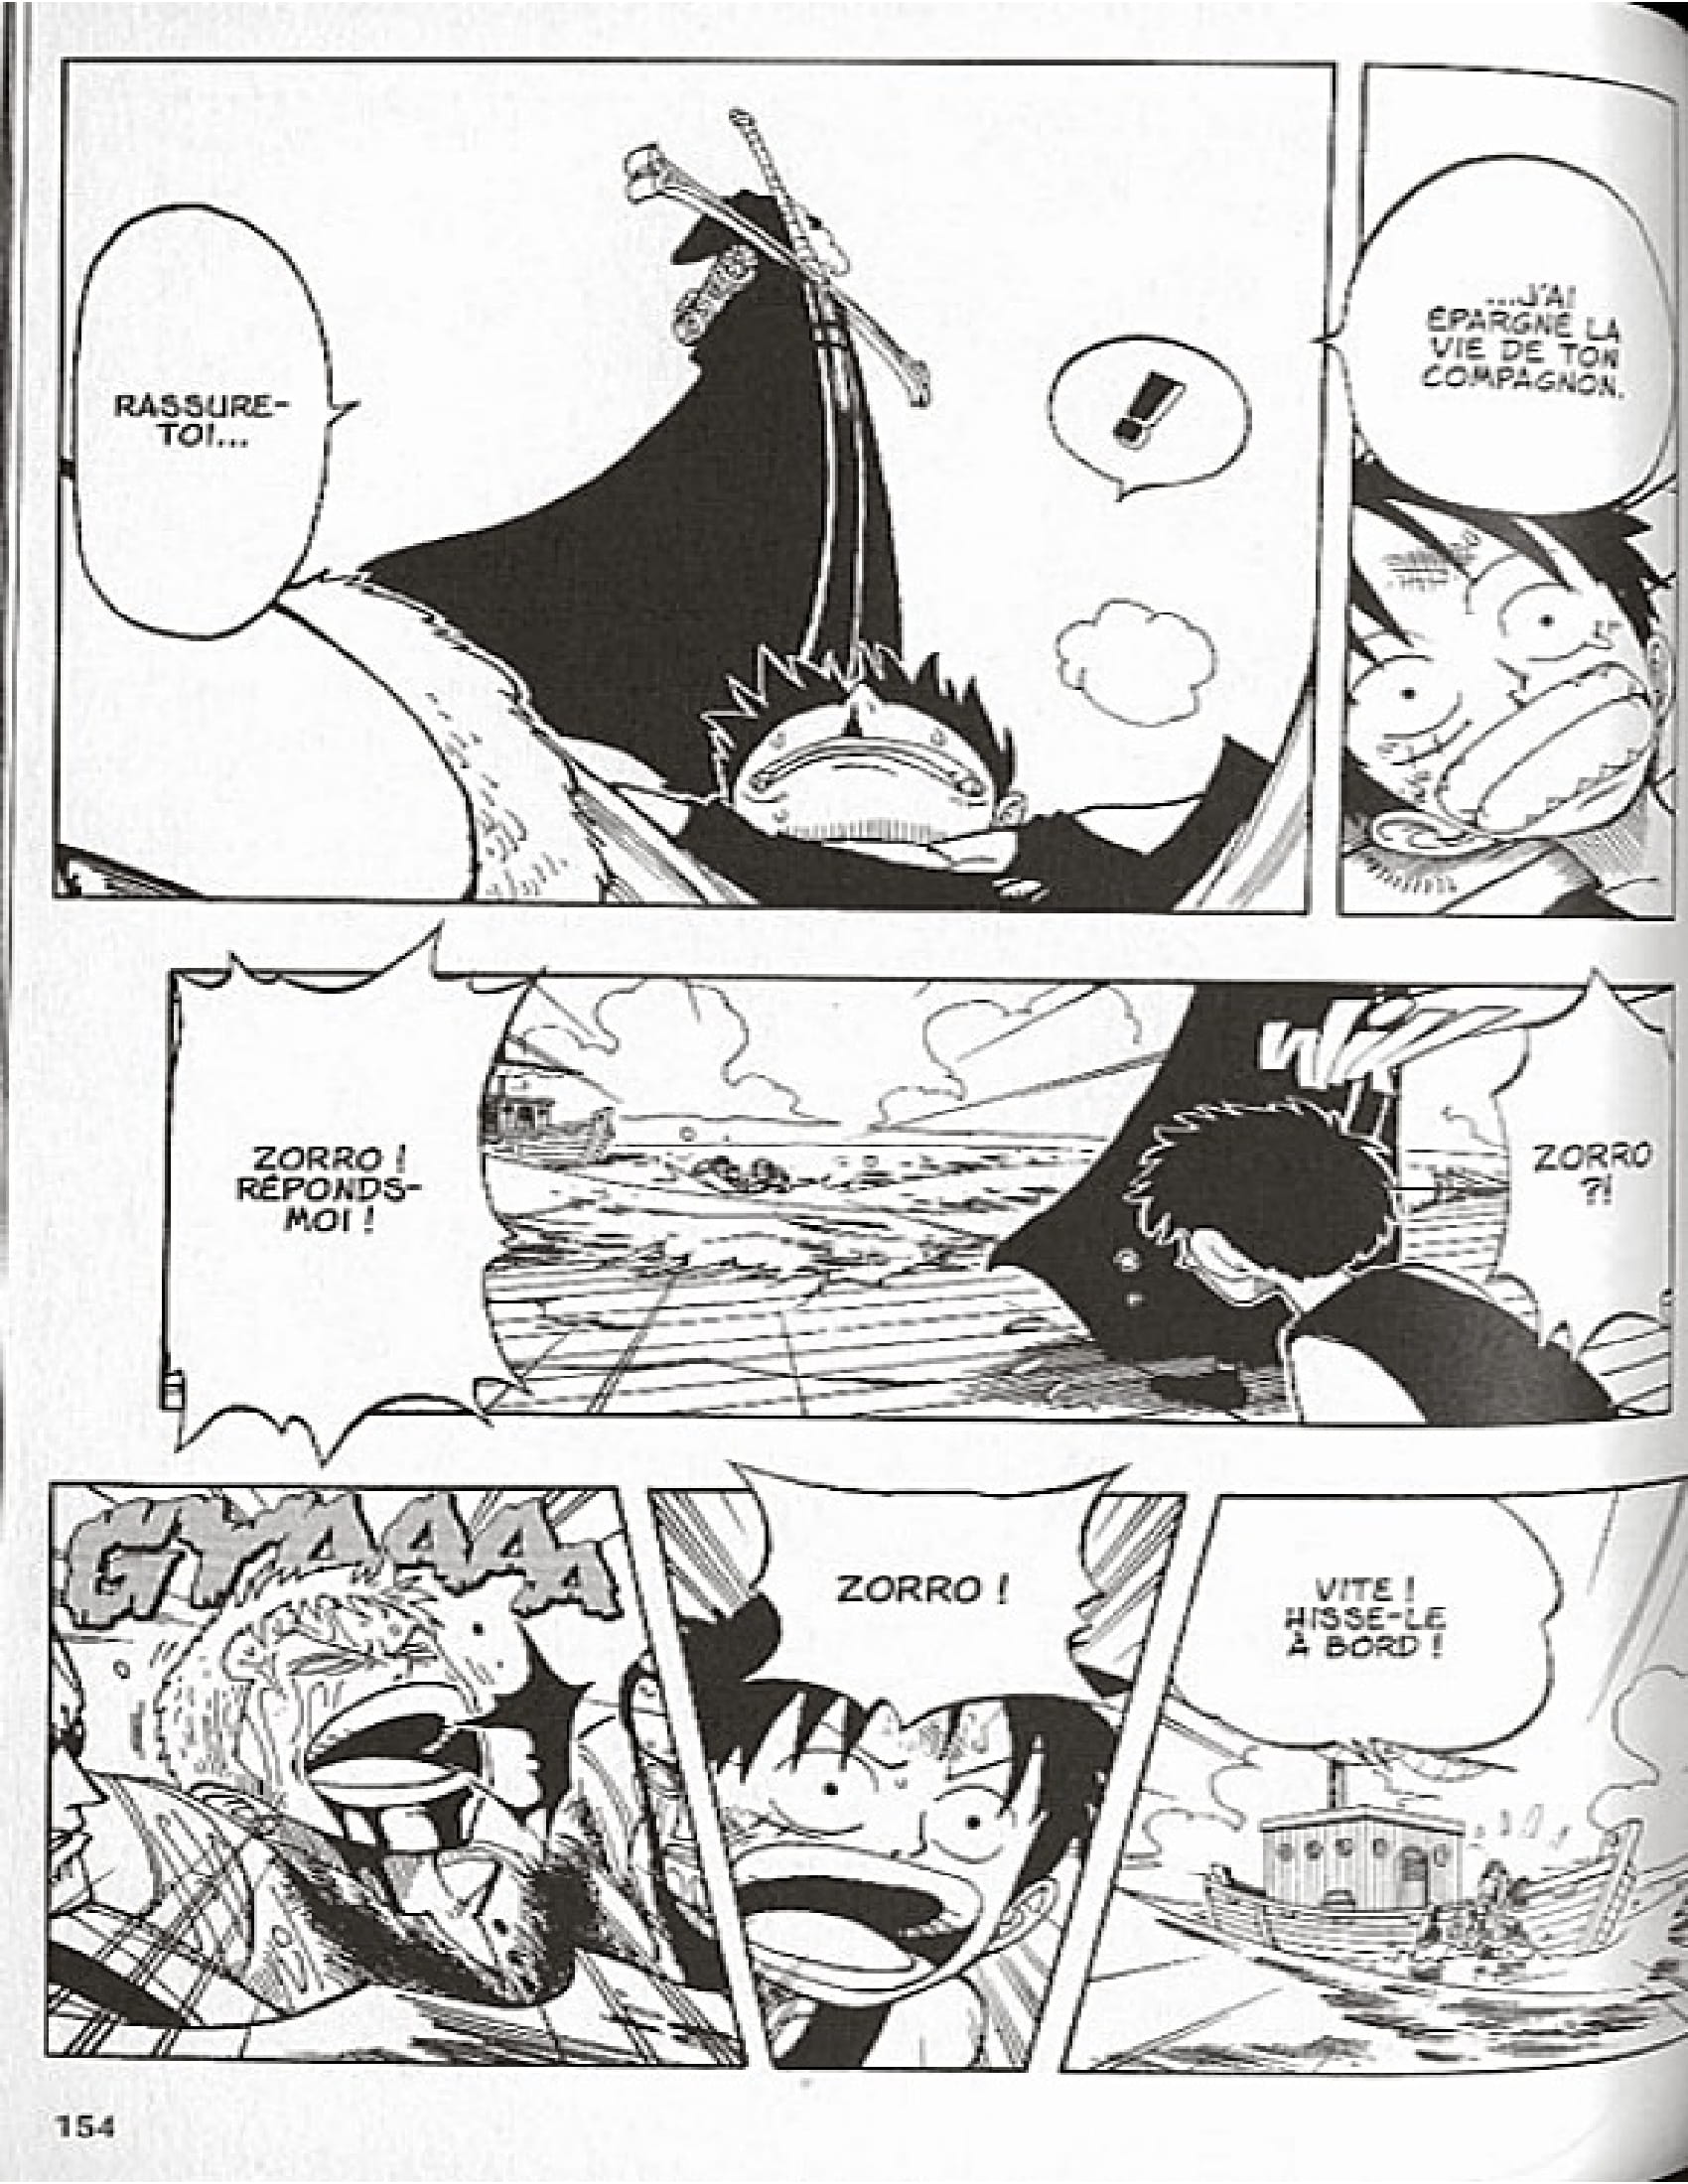 RASSURE-
TOI...
!
....J'AI
ÉPARGNÉ LA
VIE DE TON
COMPAGNON.
ZORRO !
RÉPONDS-
MOI !
ZORRO
?!
GYAAAAA
ZORRO !
VITE !
HISSE-LE
À BORD !
154